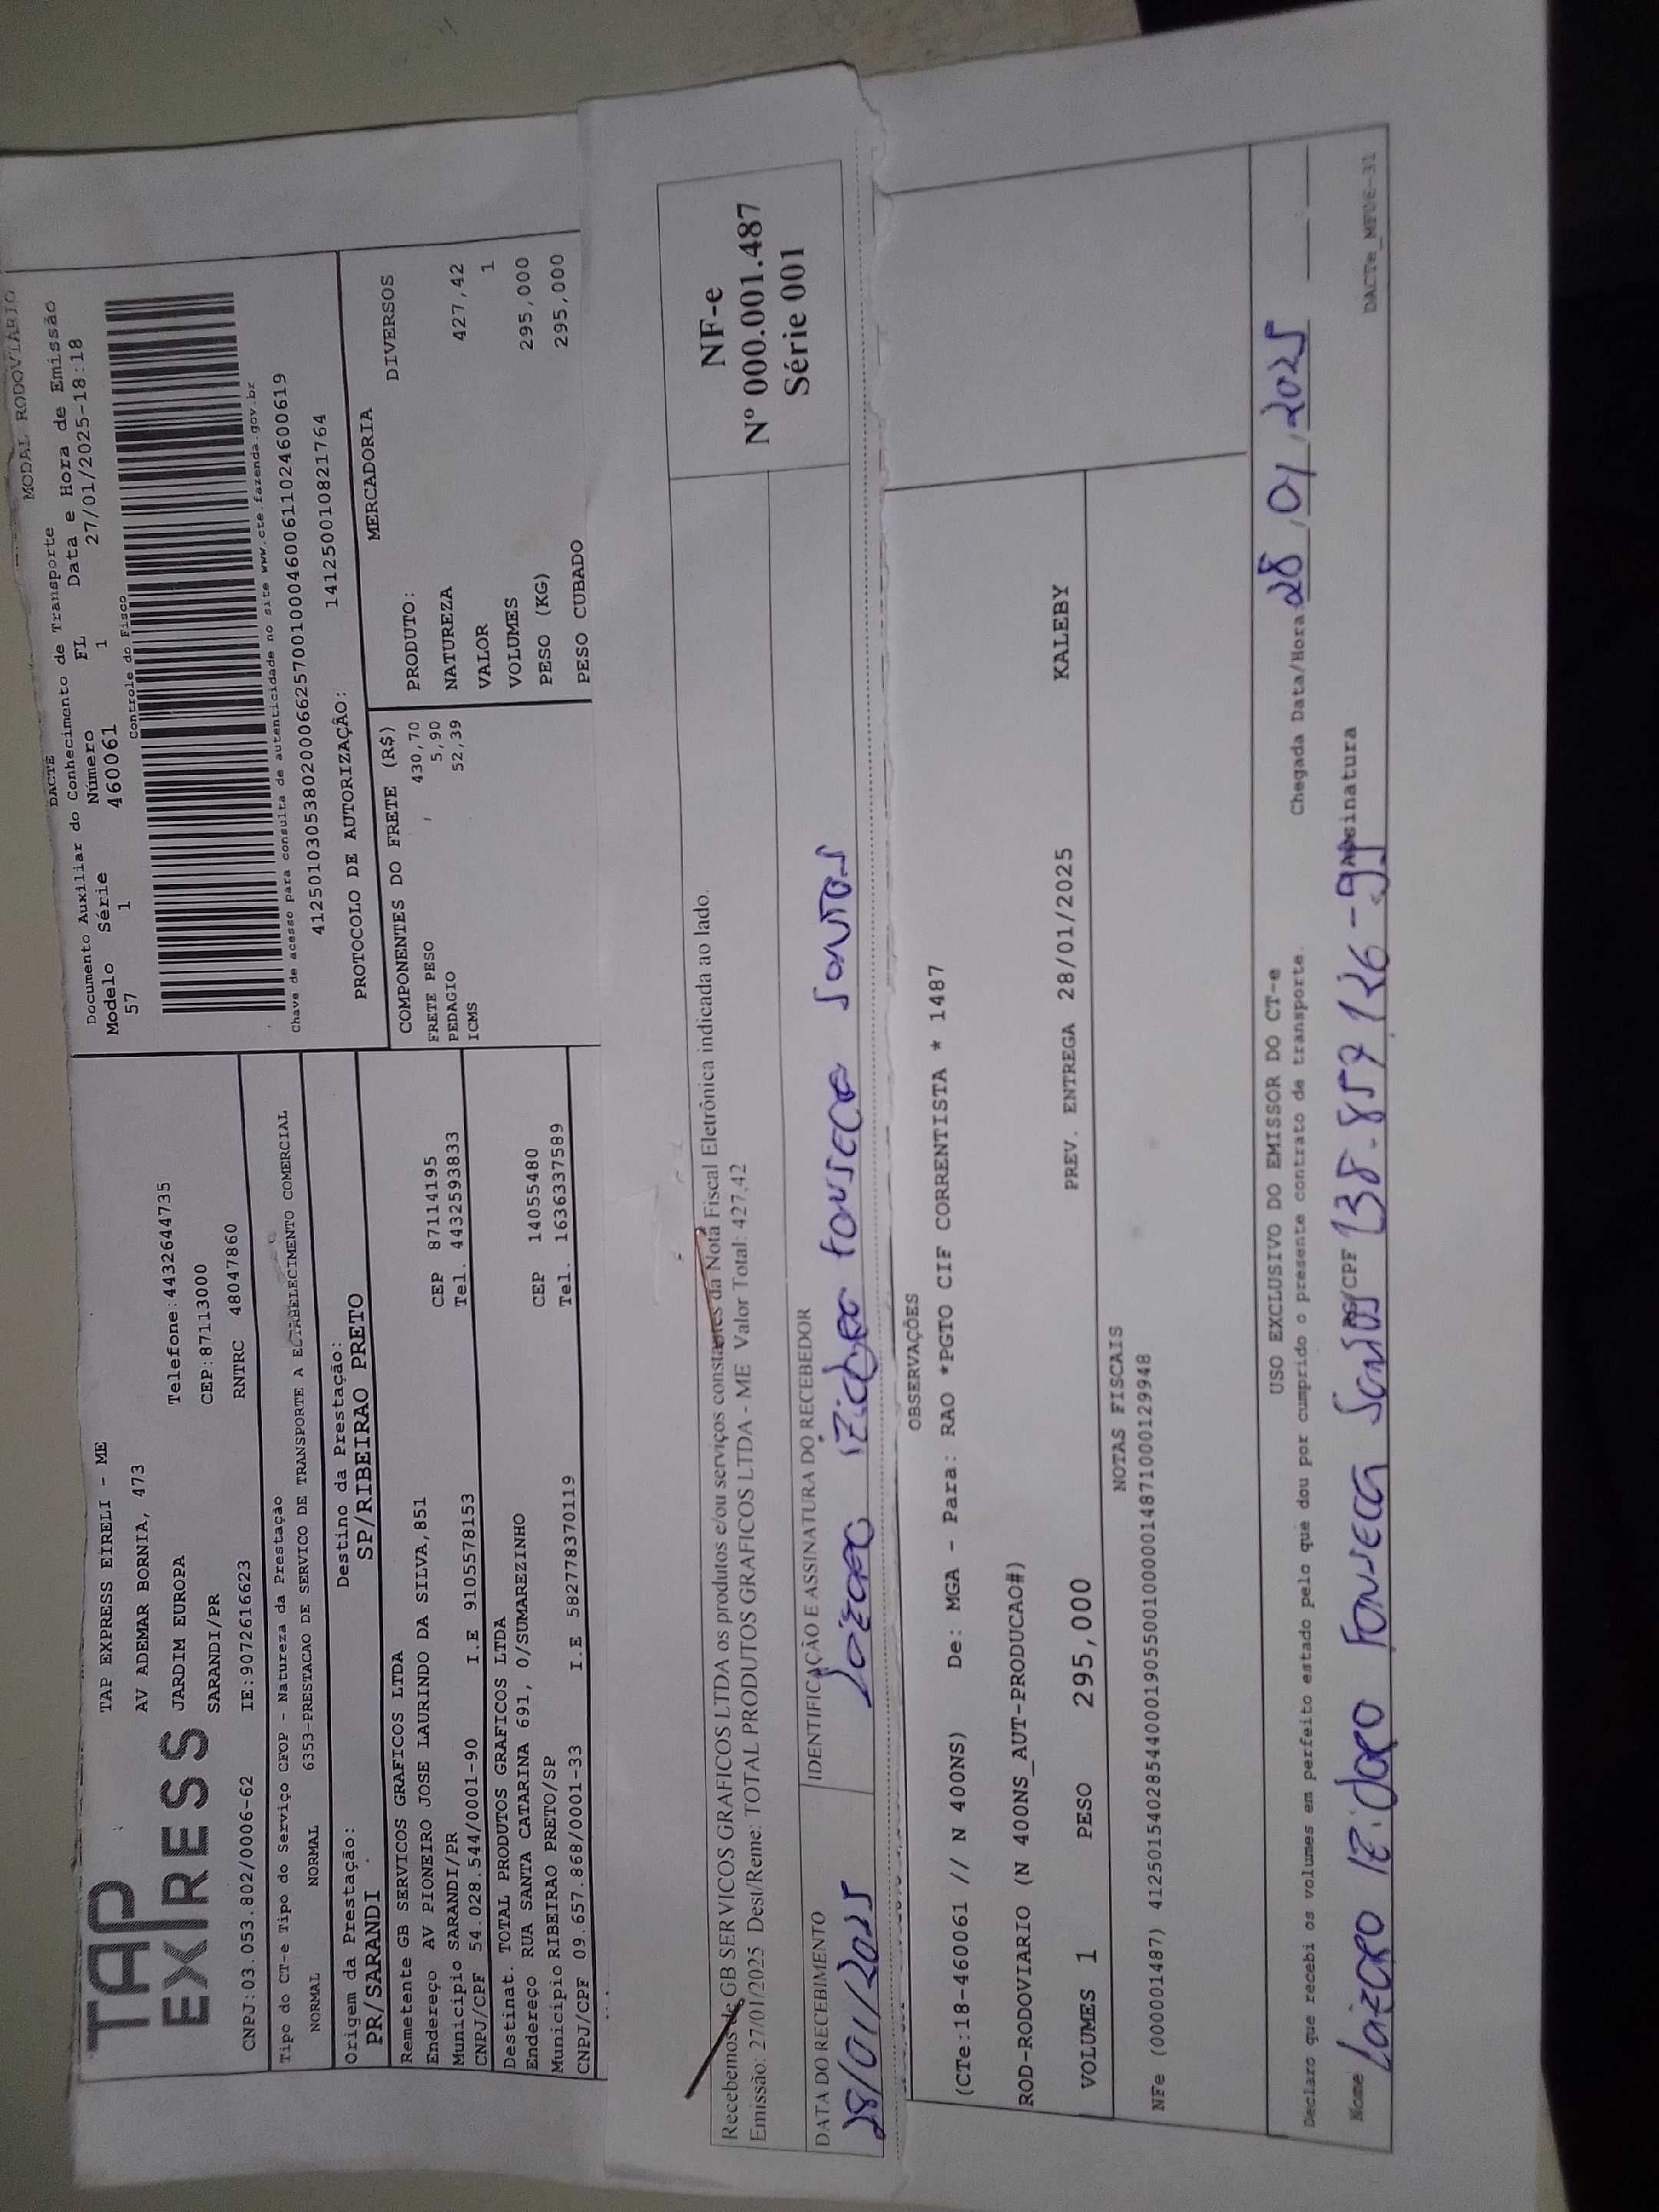 MODAL RODOVIARIO
TAP
EXPRESS
TAP EXPRESS EIRELI - ME
AV ADEMAR BORNIA, 473
JARDIM EUROPA Telefone:4432644735
SARANDI/PR CEP:87113000
CNPJ:03.053.802/0006-62 IE:9072616623 RNTRC 48047860
DACTE
Documento Auxiliar do Conhecimento de Transporte
Modelo Série Número FL Data e Hora de Emissão
57 1 460061 1 27/01/2025-18:18
Controle do Fisco
Chave de acesso para consulta de autenticidade no site www.cte.fazenda.gov.br
41250103053802000662570010004600611024600619
PROTOCOLO DE AUTORIZAÇÃO: 141250010821764
Tipo do CT-e Tipo do Serviço CFOP - Natureza da Prestação
NORMAL NORMAL 6353-PRESTACAO DE SERVICO DE TRANSPORTE A ESTABELECIMENTO COMERCIAL
Origem da Prestação: Destino da Prestação:
PR/SARANDI SP/RIBEIRAO PRETO
Remetente GB SERVICOS GRAFICOS LTDA
Endereço AV PIONEIRO JOSE LAURINDO DA SILVA,851
Município SARANDI/PR CEP 87114195
CNPJ/CPF 54.028.544/0001-90 I.E 9105578153 Tel. 4432593833
Destinat. TOTAL PRODUTOS GRAFICOS LTDA
Endereço RUA SANTA CATARINA 691, 0/SUMAREZINHO
Município RIBEIRAO PRETO/SP CEP 14055480
CNPJ/CPF 09.657.868/0001-33 I.E 582778370119 Tel. 1636337589
COMPONENTES DO FRETE (R$)
FRETE PESO 430,70
PEDAGIO 5,90
ICMS 52,39
MERCADORIA
PRODUTO: DIVERSOS
NATUREZA
VALOR 427,42
VOLUMES 1
PESO (KG) 295,000
PESO CUBADO 295,000
Recebemos de GB SERVICOS GRAFICOS LTDA os produtos e/ou serviços constantes da Nota Fiscal Eletrônica indicada ao lado.
Emissão: 27/01/2025 Dest/Reme: TOTAL PRODUTOS GRAFICOS LTDA - ME Valor Total: 427,42
NF-e
Nº 000.001.487
Série 001
DATA DO RECEBIMENTO IDENTIFICAÇÃO E ASSINATURA DO RECEBEDOR
28/01/2025 Lazaro Izidoro Fonseca Santos
OBSERVAÇÕES
(CTe:18-460061 // N 400NS) De: MGA - Para: RAO *PGTO CIF CORRENTISTA * 1487
ROD-RODOVIARIO (N 400NS_AUT-PRODUCAO#)
VOLUMES 1 PESO 295,000 PREV. ENTREGA 28/01/2025 KALEBY
NOTAS FISCAIS
NFe (000001487) 41250154028544000190550010000014871000129948
USO EXCLUSIVO DO EMISSOR DO CT-e
Declaro que recebi os volumes em perfeito estado pelo que dou por cumprido o presente contrato de transporte. Chegada Data/Hora 28/01/2025
Nome Lazaro Izidoro Fonseca Santos RG/CPF 138.857126-95 Assinatura
DACTe_MF06-31